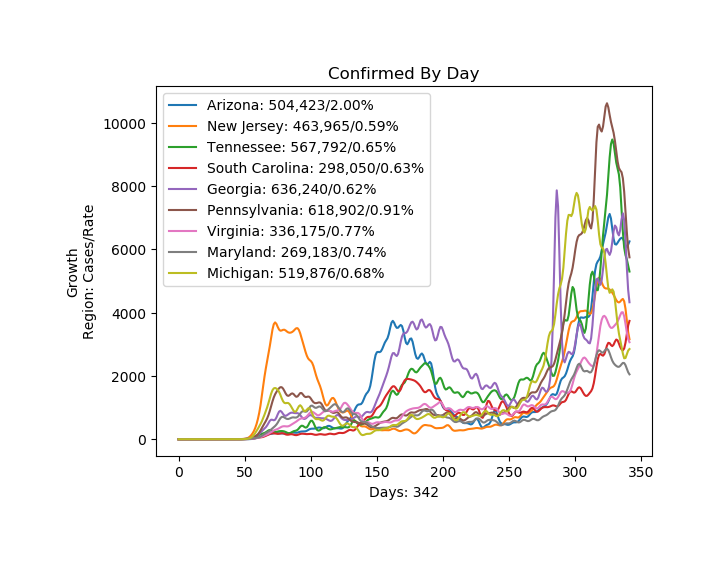 Confirmed By Day
Growth
Region: Cases/Rate
10000
8000
6000
4000
2000
0
Arizona: 504,423/2.00%
New Jersey: 463,965/0.59%
Tennessee: 567,792/0.65%
South Carolina: 298,050/0.63%
Georgia: 636,240/0.62%
Pennsylvania: 618,902/0.91%
Virginia: 336,175/0.77%
Maryland: 269,183/0.74%
Michigan: 519,876/0.68%
0 50 100 150 200 250 300 350
Days: 342